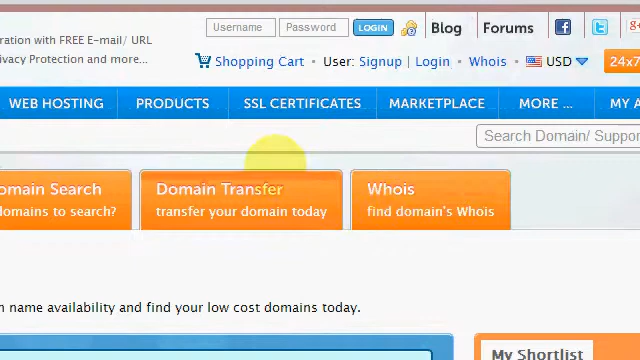 Username Password LOGIN Blog Forums
ration with FREE E-mail/ URL
ivacy Protection and more...
Shopping Cart • User: Signup | Login • Whois • USD 24x7
WEB HOSTING PRODUCTS SSL CERTIFICATES MARKETPLACE MORE ... MY A
Search Domain/ Suppor
omain Search Domain Transfer Whois
domains to search? transfer your domain today find domain's Whois
n name availability and find your low cost domains today.
My Shortlist